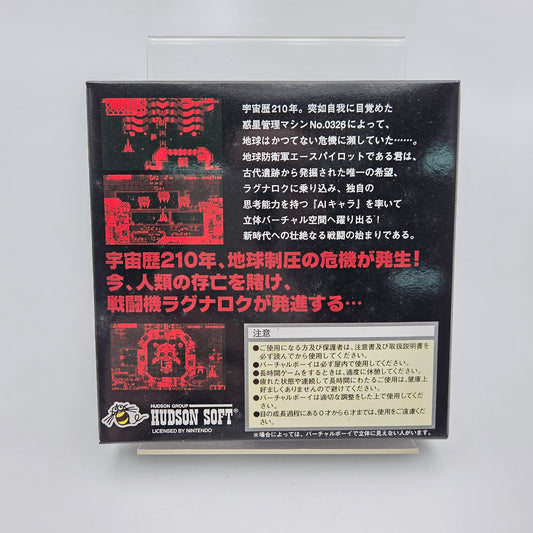 宇宙歴210年。突如自我に目覚めた
惑星管理マシンNo.0326によって、
地球はかつてない危機に瀕していた……。
地球防衛軍エースパイロットである君は、
古代遺跡から発掘された唯一の希望、
ラグナロクに乗り込み、独自の
思考能力を持つ『AIキャラ』を率いて
立体バーチャル空間へ躍り出る!
新時代への壮絶なる戦闘の始まりである。
宇宙歴210年、地球制圧の危機が発生!
今、人類の存亡を賭け、
戦闘機ラグナロクが発進する…
注意
●ご使用になる方及び保護者は、注意書及び取扱説明書を
必ず読んでから使用してください。
●バーチャルボーイは必ず屋内で使用してください。
●長時間ゲームをするときは、適度に休憩してください。
●疲れた状態や連続して長時間にわたるご使用は、健康上
好ましくありませんので避けてください。
●バーチャルボーイは適切な調整をした上で使用してくだ
さい。
●目の成長過程にある0才から6才までは、使用をご遠慮く
ださい。
※場合によっては、バーチャルボーイで立体に見えない人がいます。
HUDSON GROUP
HUDSON SOFT®
LICENSED BY NINTENDO